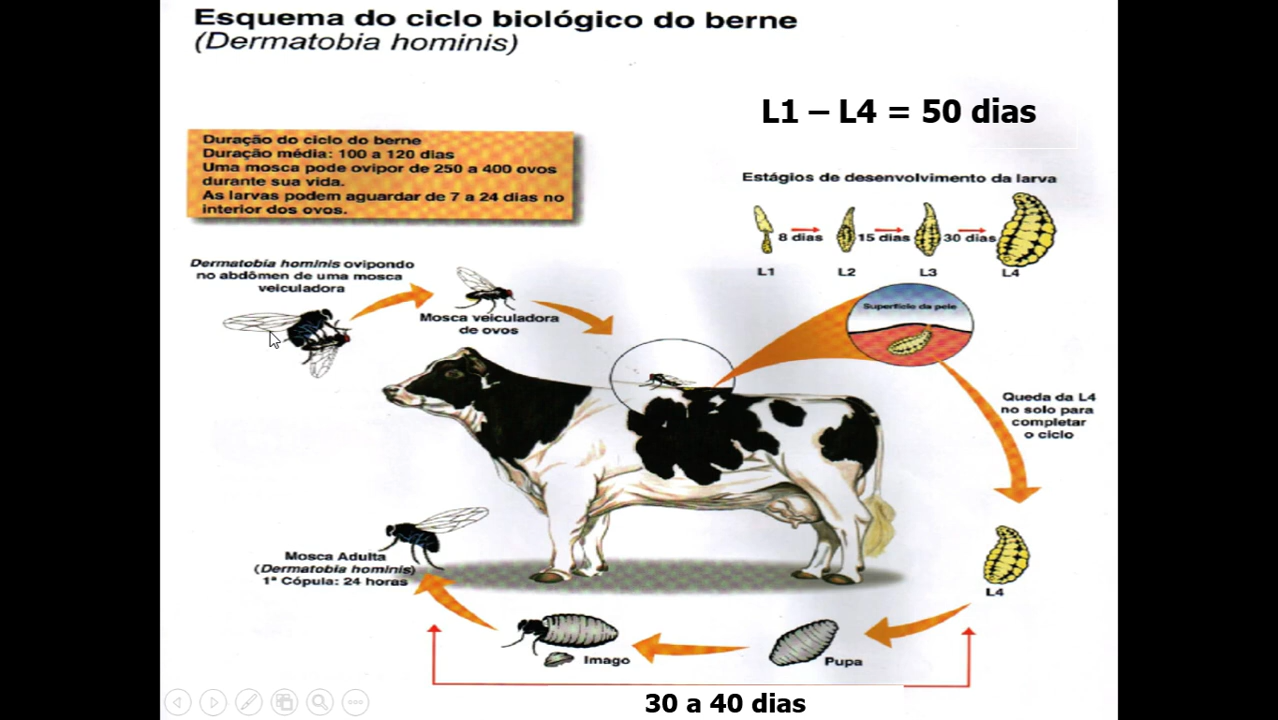 Esquema do ciclo biológico do berne
(Dermatobia hominis)
L1 – L4 = 50 dias
Duração do ciclo do berne
Duração média: 100 a 120 dias
Uma mosca pode ovipor de 250 a 400 ovos
durante sua vida.
As larvas podem aguardar de 7 a 24 dias no
interior dos ovos.
Estágios de desenvolvimento da larva
8 dias
15 dias
30 dias
L1
L2
L3
L4
Dermatobia hominis ovipondo
no abdômen de uma mosca
veiculadora
Mosca veiculadora
de ovos
Superfície da pele
Queda da L4
no solo para
completar
o ciclo
L4
Pupa
Imago
Mosca Adulta
(Dermatobia hominis)
1ª Cópula: 24 horas
30 a 40 dias